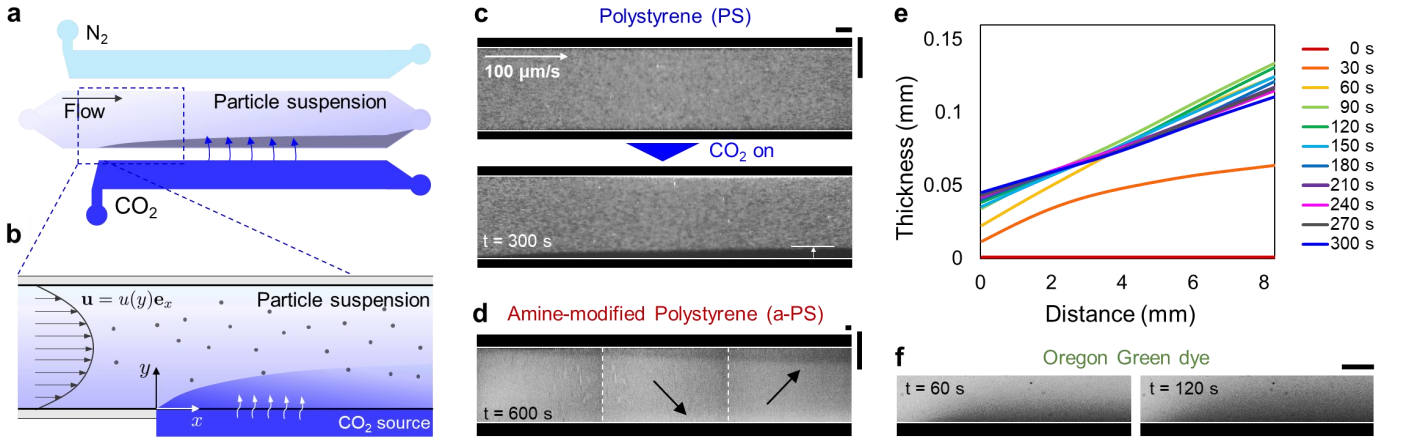 a
N₂
Flow
Particle suspension
CO₂
b
u = u(y)eₓ
Particle suspension
y
x
CO₂ source
c
Polystyrene (PS)
100 μm/s
CO₂ on
t = 300 s
d
Amine-modified Polystyrene (a-PS)
t = 600 s
e
Thickness (mm)
0.15
0.1
0.05
0
0 2 4 6 8
Distance (mm)
0 s
30 s
60 s
90 s
120 s
150 s
180 s
210 s
240 s
270 s
300 s
f
Oregon Green dye
t = 60 s
t = 120 s